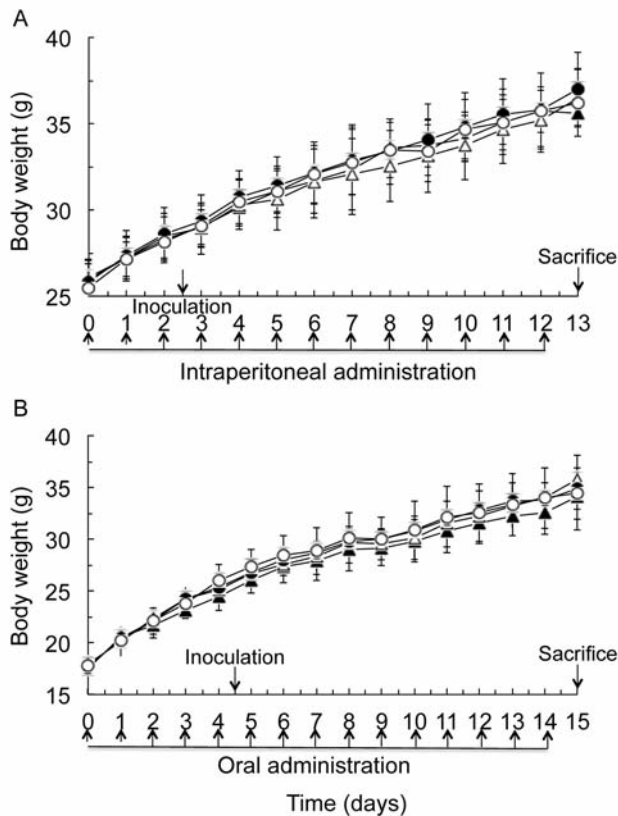 A
40
35
30
25
Body weight (g)
Inoculation
Sacrifice
0 1 2 3 4 5 6 7 8 9 10 11 12 13
Intraperitoneal administration
B
40
35
30
25
20
15
Body weight (g)
Inoculation
Sacrifice
0 1 2 3 4 5 6 7 8 9 10 11 12 13 14 15
Oral administration
Time (days)